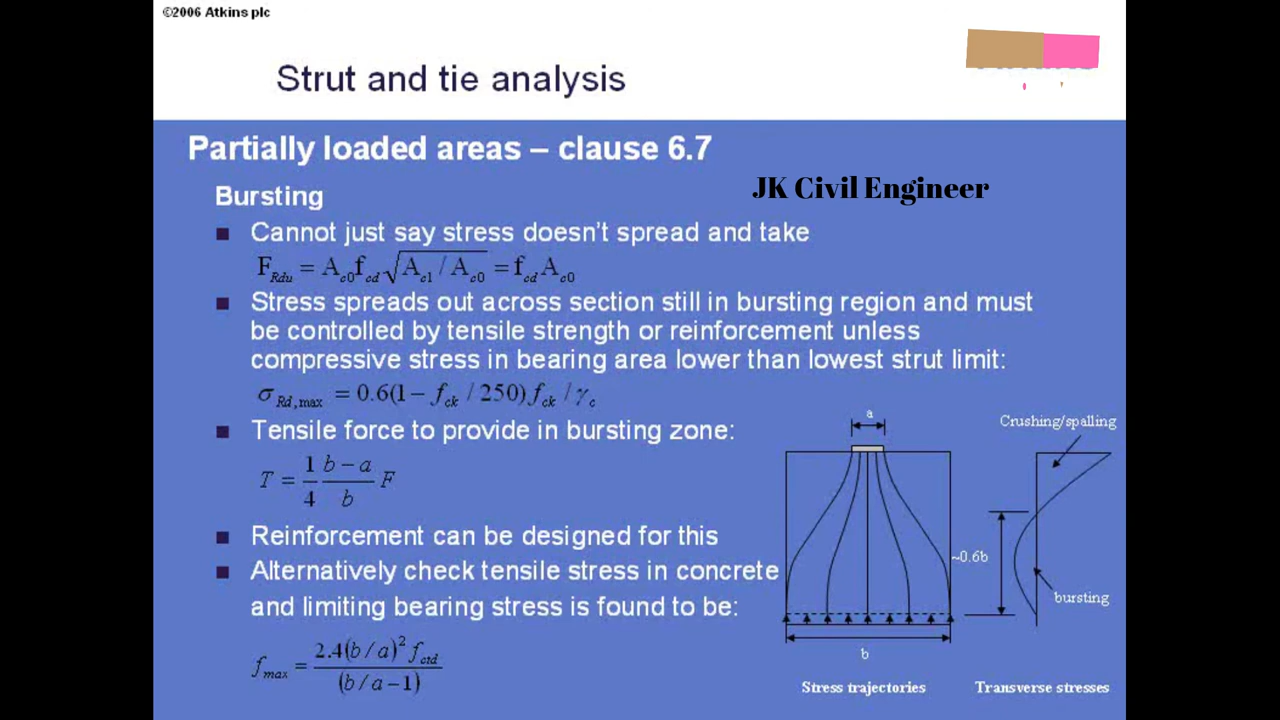 ©2006 Atkins plc
Strut and tie analysis
Partially loaded areas – clause 6.7
JK Civil Engineer
Bursting
■ Cannot just say stress doesn't spread and take
F_Rdu = A_c0 f_cd √(A_c1 / A_c0) = f_cd A_c0
■ Stress spreads out across section still in bursting region and must
be controlled by tensile strength or reinforcement unless
compressive stress in bearing area lower than lowest strut limit:
σ_Rd,max = 0.6(1 − f_ck / 250) f_ck / γ_c
■ Tensile force to provide in bursting zone:
T = 1/4 (b − a)/b F
■ Reinforcement can be designed for this
■ Alternatively check tensile stress in concrete
and limiting bearing stress is found to be:
f_max = 2.4(b / a)² f_ctd / (b / a − 1)
a
Crushing/spalling
~0.6b
bursting
b
Stress trajectories
Transverse stresses